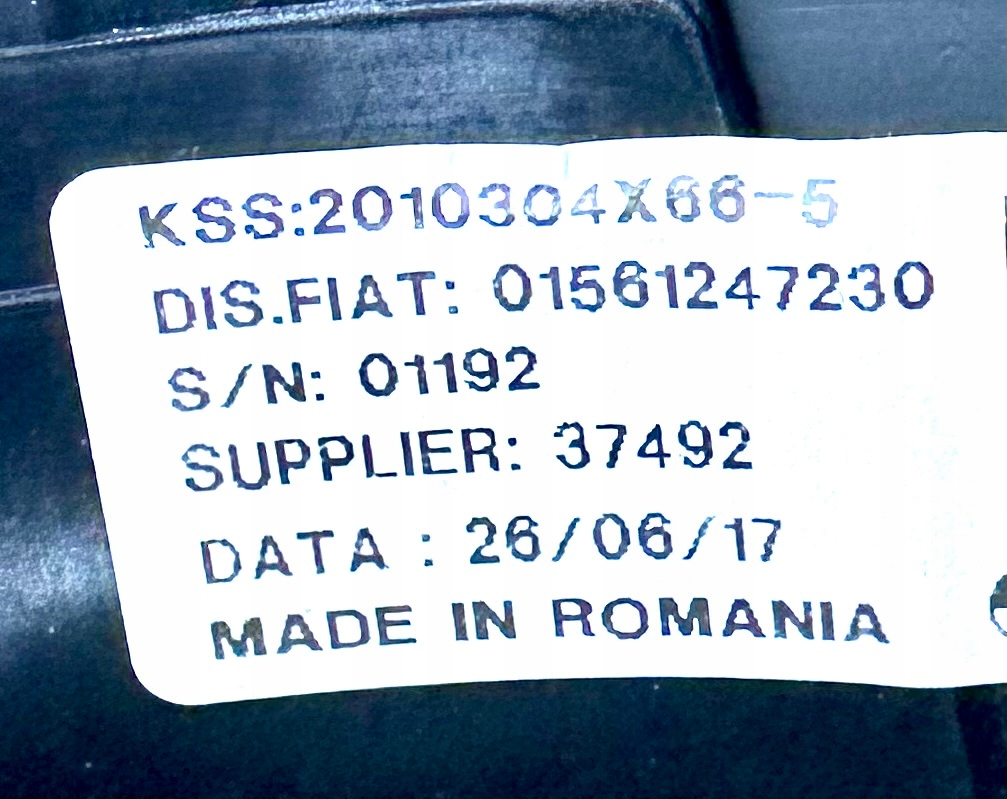 KSS:2010304X66-5
DIS.FIAT: 01561247230
S/N: 01192
SUPPLIER: 37492
DATA : 26/06/17
MADE IN ROMANIA